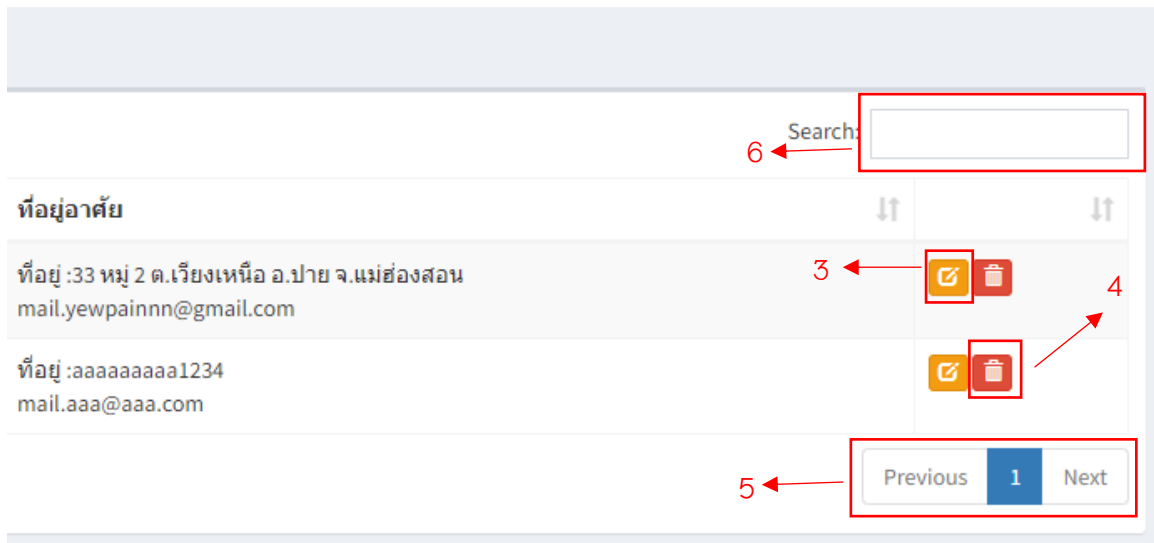 Search:
6
ที่อยู่อาศัย
ที่อยู่ :33 หมู่ 2 ต.เวียงเหนือ อ.ปาย จ.แม่ฮ่องสอน
mail.yewpainnn@gmail.com
3
4
ที่อยู่ :aaaaaaaaa1234
mail.aaa@aaa.com
5
Previous 1 Next